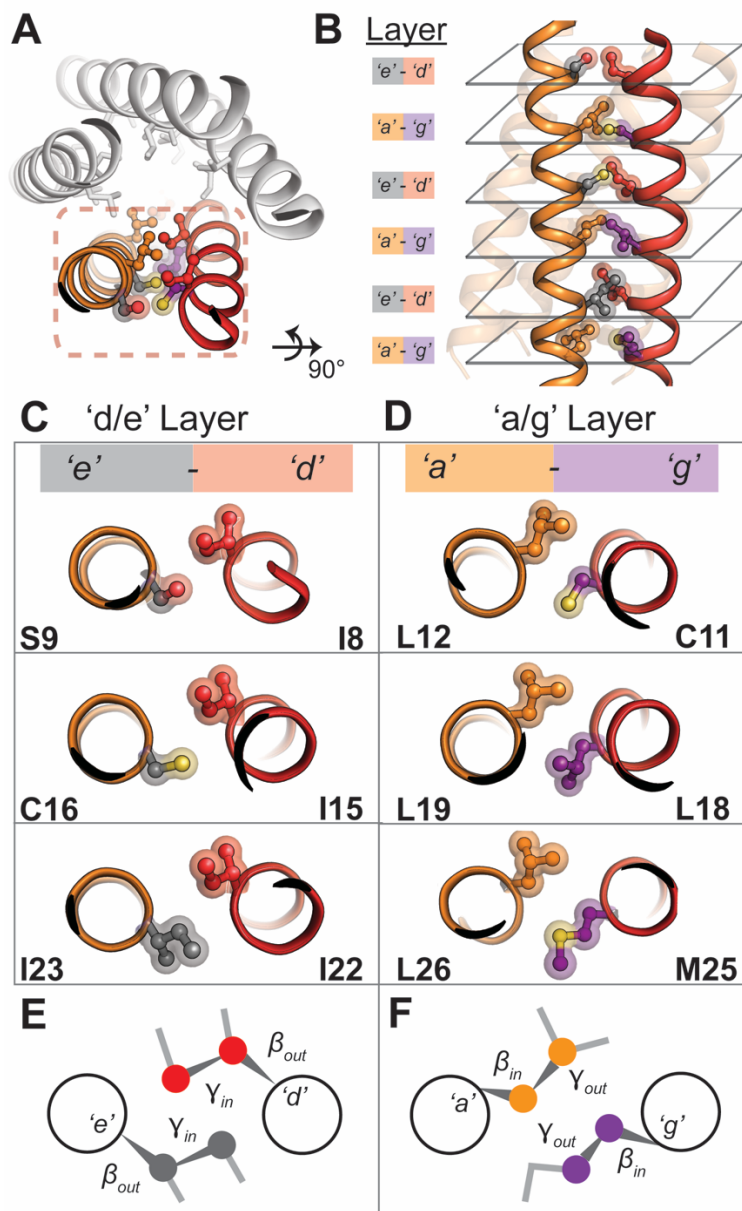 A
90°
B
Layer
'e' - 'd'
'a' - 'g'
'e' - 'd'
'a' - 'g'
'e' - 'd'
'a' - 'g'
C 'd/e' Layer
'e' - 'd'
S9 I8
C16 I15
I23 I22
D 'a/g' Layer
'a' - 'g'
L12 C11
L19 L18
L26 M25
E
βout
γin
'd'
'e'
γin
βout
F
βin
γout
'a'
γout
'g'
βin